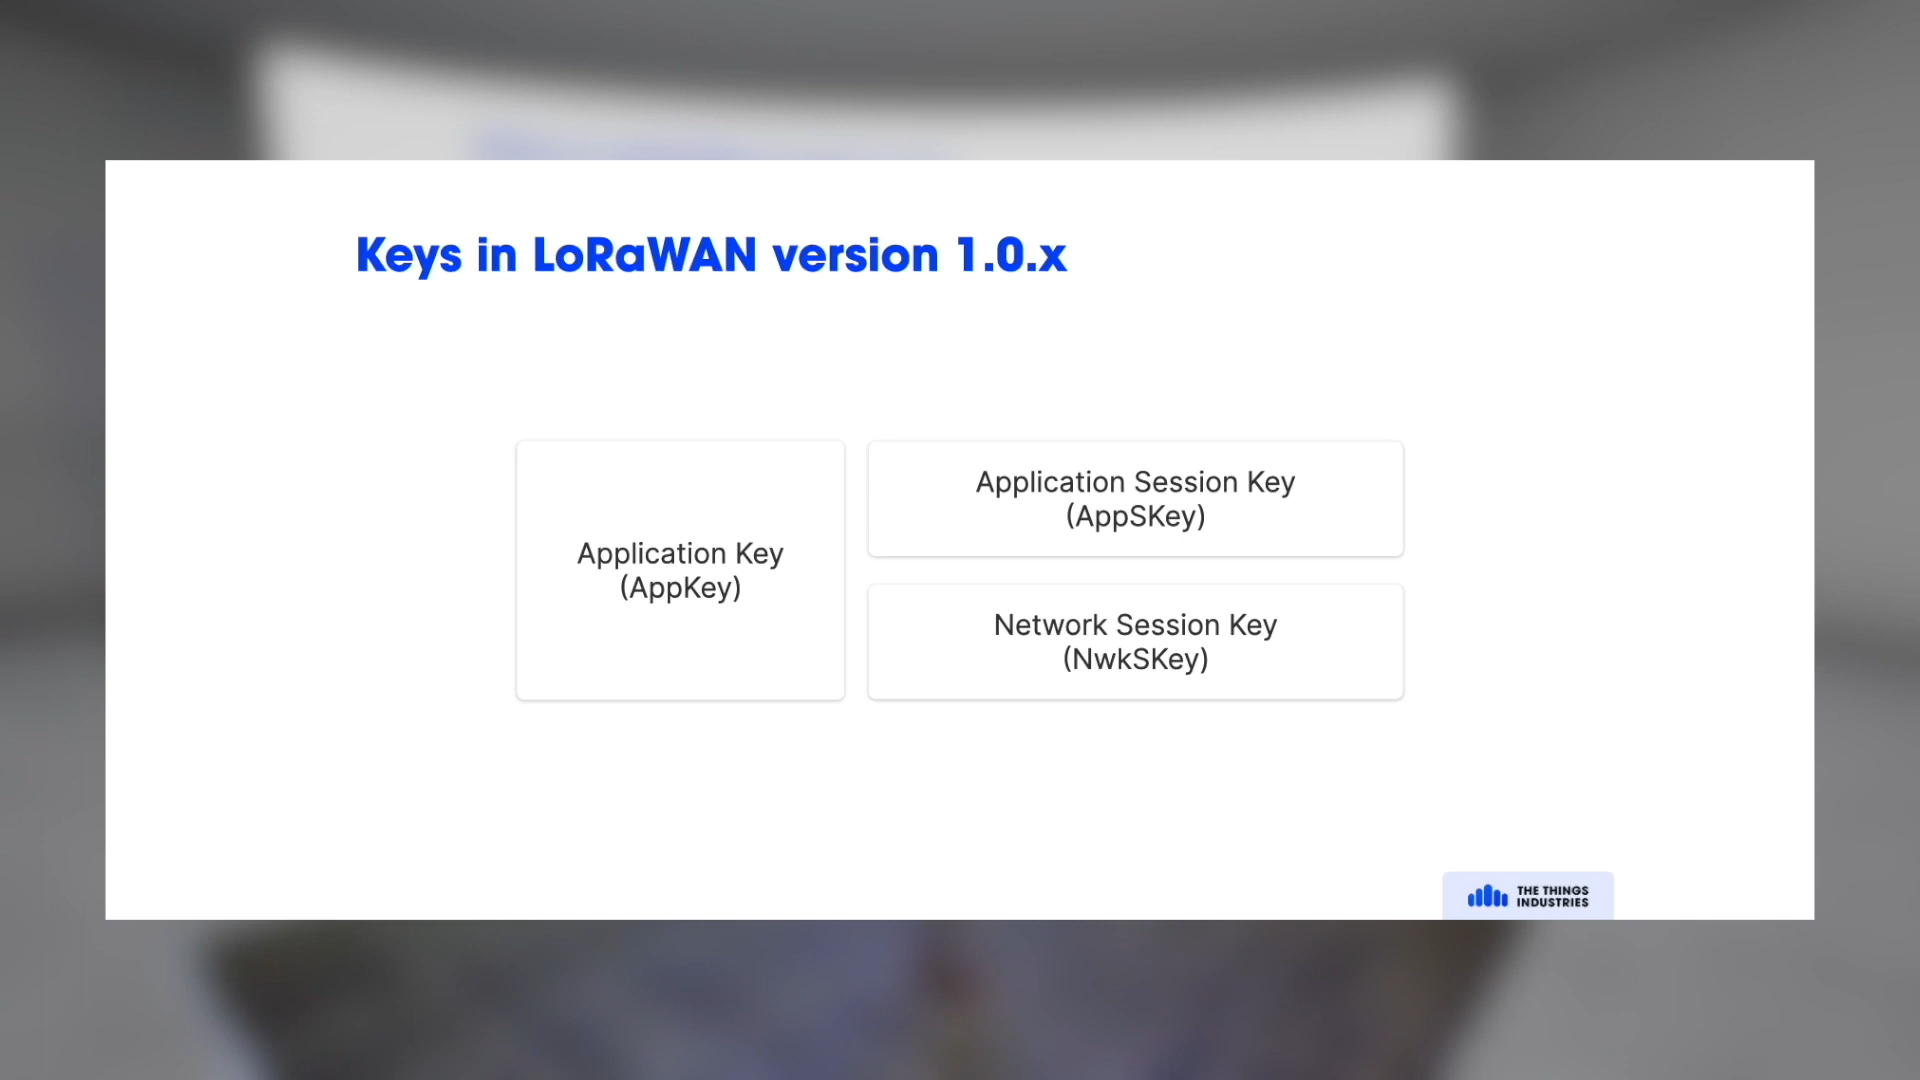 Keys in LoRaWAN version 1.0.x
Application Key
(AppKey)
Application Session Key
(AppSKey)
Network Session Key
(NwkSKey)
THE THINGS
INDUSTRIES